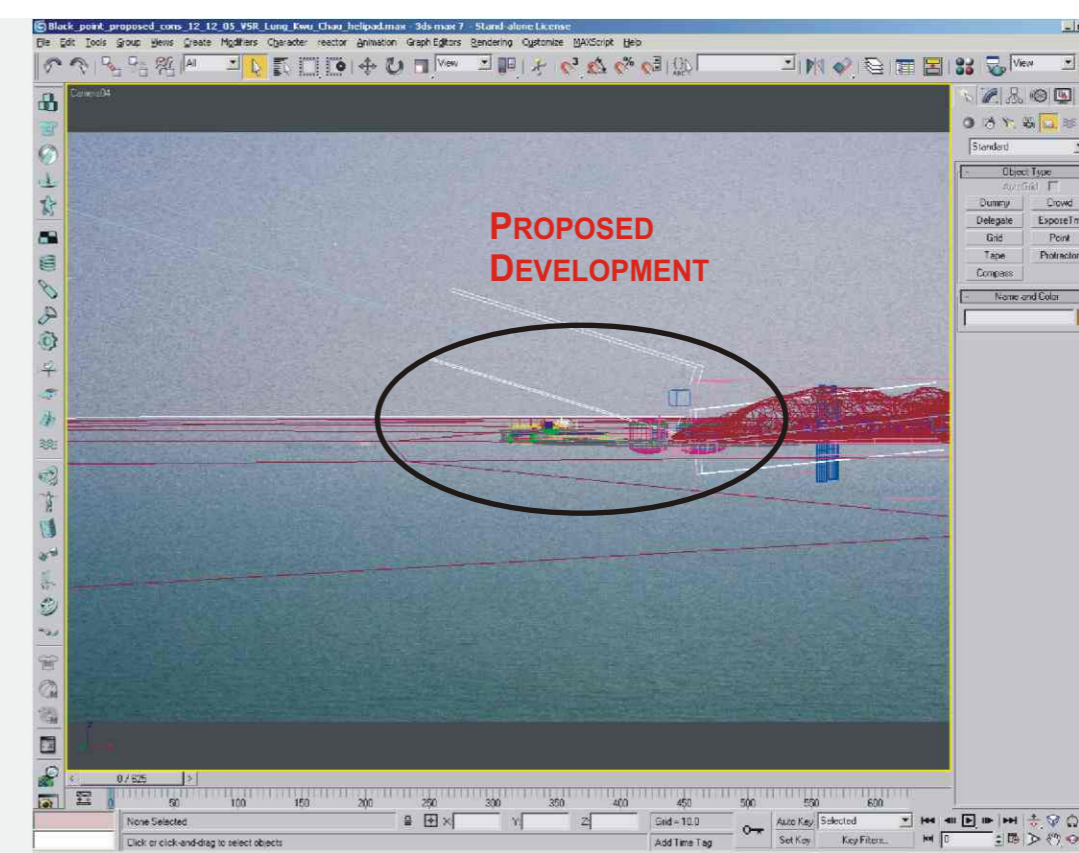 Black_point_proposed_cons_12_12_05_VSR_Lung_Kwu_Chau_helipad.max - 3ds max 7 - Stand-alone License
File Edit Tools Group Views Create Modifiers Character reactor Animation Graph Editors Rendering Customize MAXScript Help
All View View
Camera04
Standard
PROPOSED
DEVELOPMENT
- Object Type
AutoGrid
Dummy Crowd
Delegate ExposeTm
Grid Point
Tape Protractor
Compass
- Name and Color
z
< 0 / 625 >
0 50 100 150 200 250 300 350 400 450 500 550 600
None Selected X: Y: Z: Grid = 10.0 Auto Key Selected
Click or click-and-drag to select objects Add Time Tag Set Key Key Filters... 0